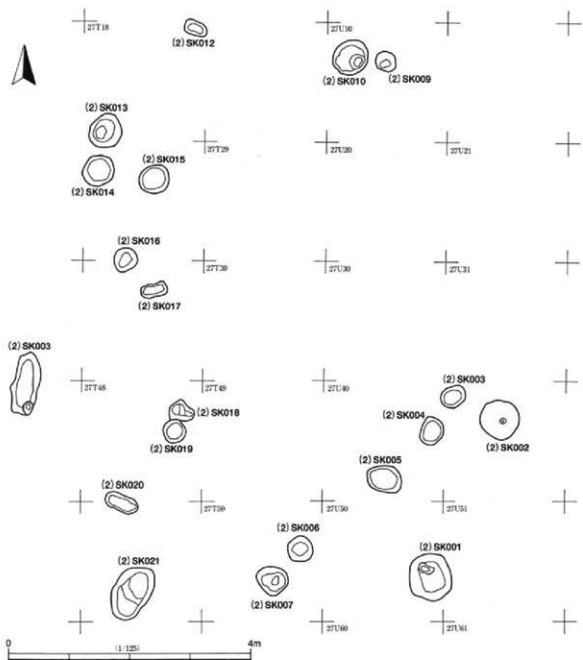 27T18
(2) SK012
27U10
(2) SK010
(2) SK009
(2) SK013
27T29
27U20
27U21
(2) SK015
(2) SK014
(2) SK016
27T39
27U30
27U31
(2) SK017
(2) SK003
27T48
27T49
27U40
(2) SK003
(2) SK018
(2) SK004
(2) SK002
(2) SK019
(2) SK005
(2) SK020
27T59
27U50
27U51
(2) SK006
(2) SK001
(2) SK021
(2) SK007
27U60
27U61
0 (1/125) 4m